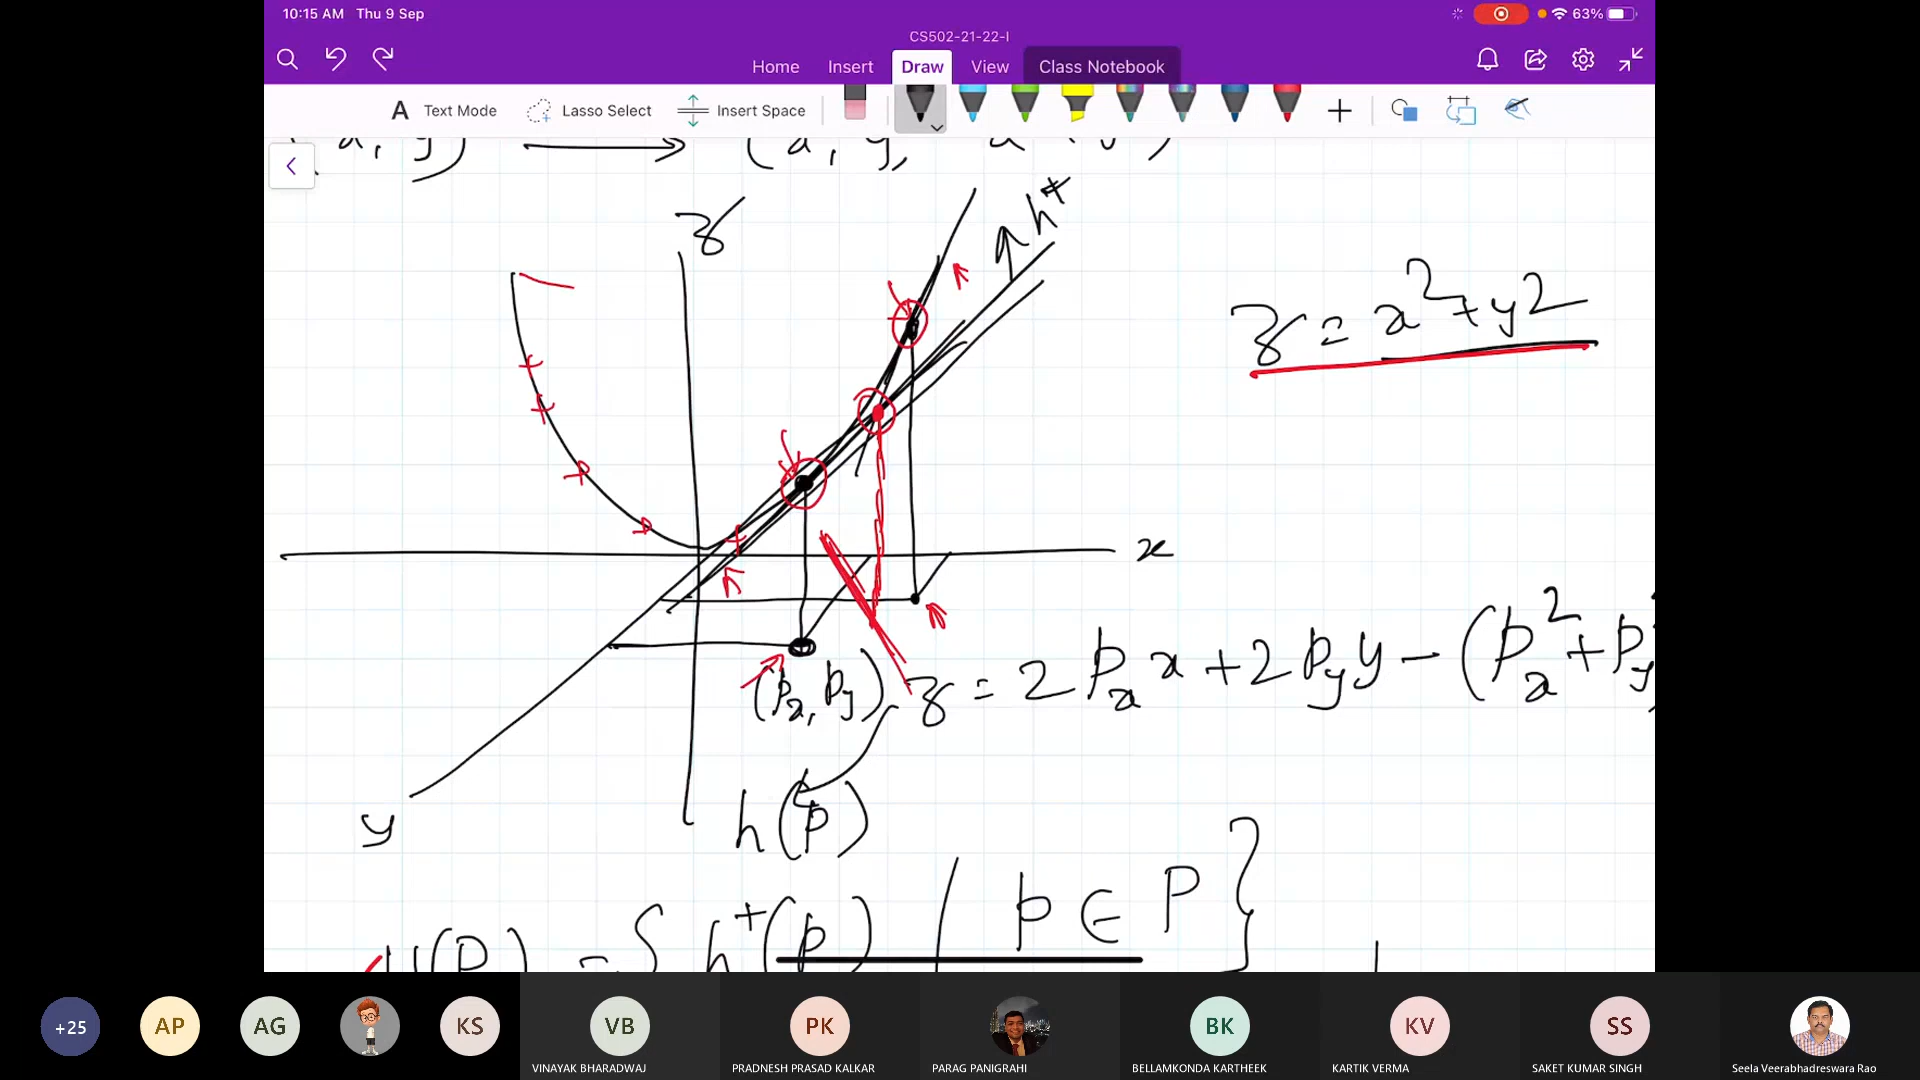 10:15 AM Thu 9 Sep
63%
CS502-21-22-I
Home Insert Draw View Class Notebook
A Text Mode Lasso Select Insert Space
(x, y) → (x, y, x
z
h+
z = x2+y2
x
(px, py) z = 2pxx + 2pyy - (px2 + py
y
h(p)
U(P) = { h+(p) | p ∈ P }
+25 AP AG KS VB PK BK KV SS
VINAYAK BHARADWAJ PRADNESH PRASAD KALKAR PARAG PANIGRAHI BELLAMKONDA KARTHEEK KARTIK VERMA SAKET KUMAR SINGH Seela Veerabhadreswara Rao